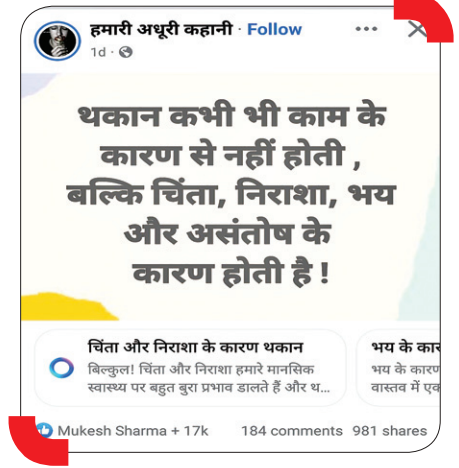 हमारी अधूरी कहानी · Follow
1d ·
थकान कभी भी काम के
कारण से नहीं होती ,
बल्कि चिंता, निराशा, भय
और असंतोष के
कारण होती है !
चिंता और निराशा के कारण थकान
बिल्कुल! चिंता और निराशा हमारे मानसिक
स्वास्थ्य पर बहुत बुरा प्रभाव डालते हैं और थ...
भय के कार
भय के कारण
वास्तव में एक
Mukesh Sharma + 17k 184 comments 981 shares